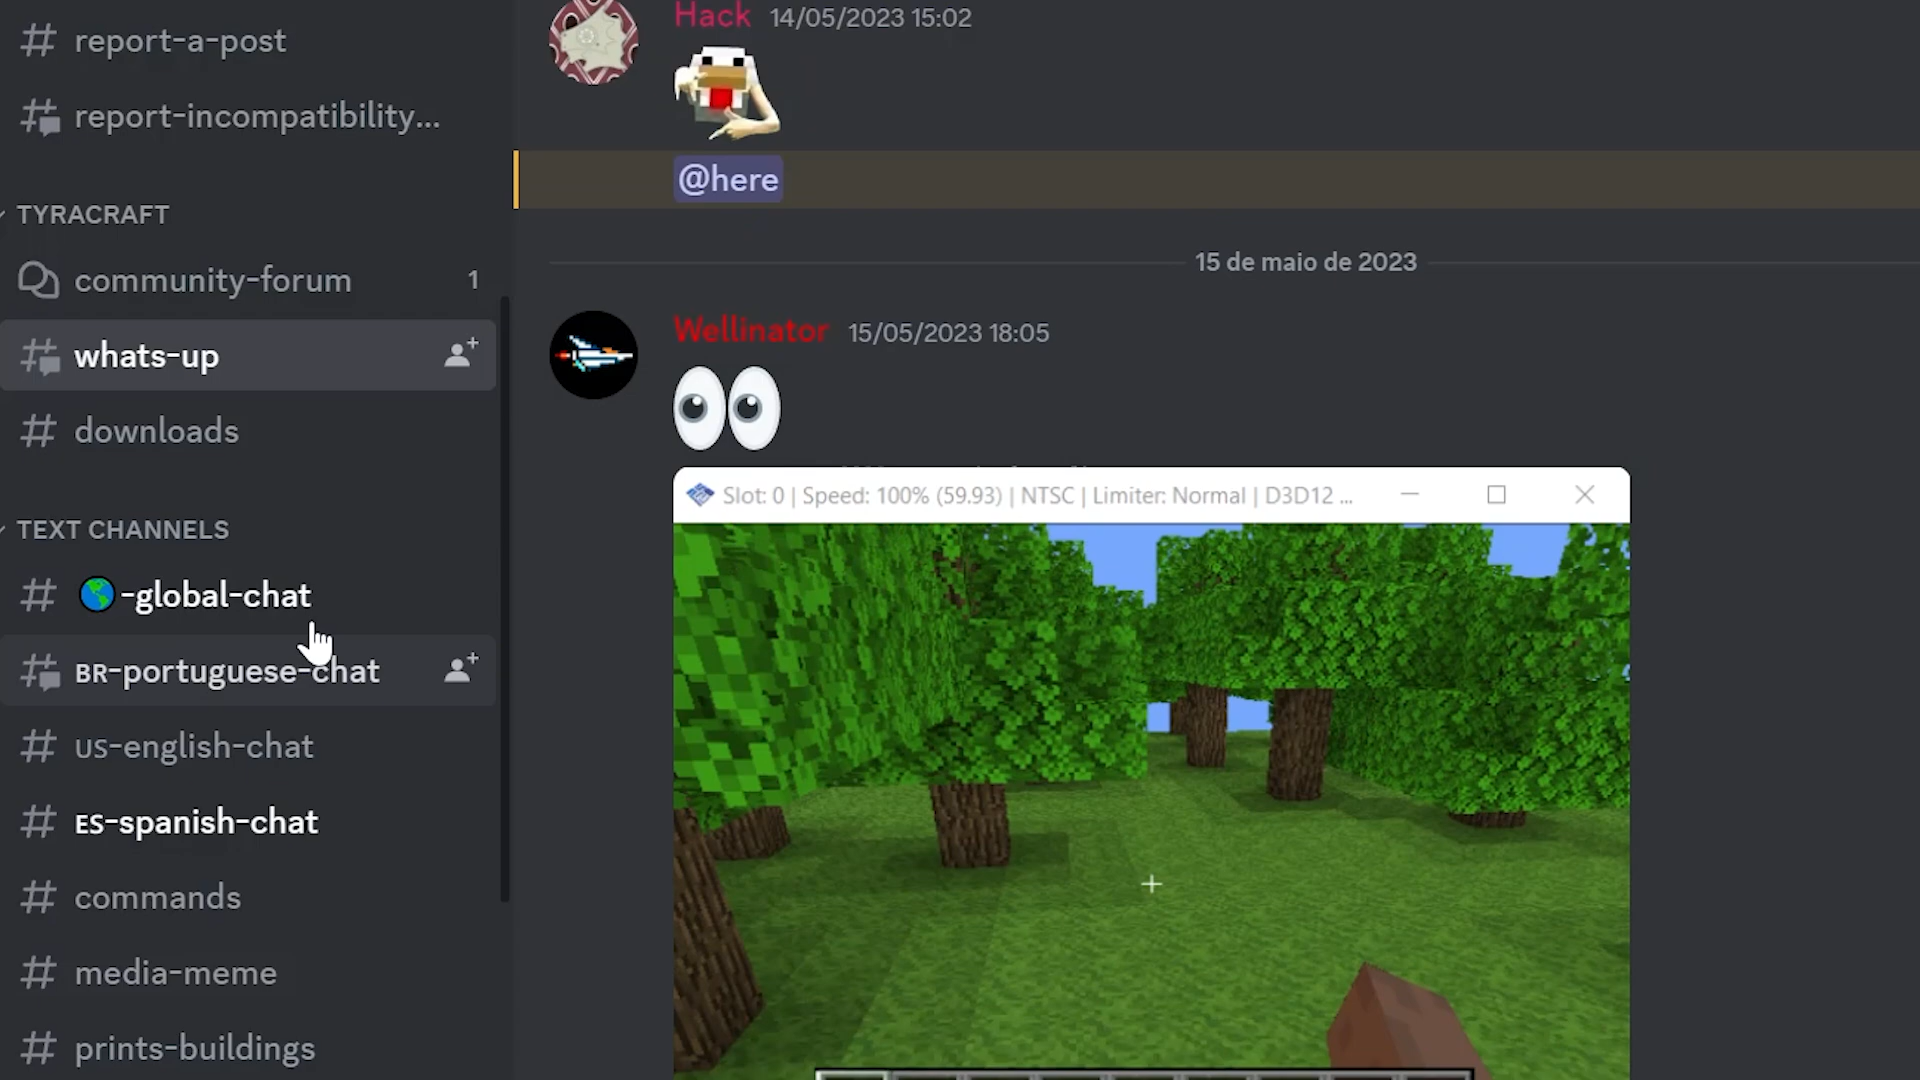 # report-a-post
# report-incompatibility...
TYRACRAFT
community-forum 1
# whats-up
# downloads
TEXT CHANNELS
# 🌎-global-chat
# BR-portuguese-chat
# US-english-chat
# ES-spanish-chat
# commands
# media-meme
# prints-buildings
Hack 14/05/2023 15:02
@here
15 de maio de 2023
Wellinator 15/05/2023 18:05
Slot: 0 | Speed: 100% (59.93) | NTSC | Limiter: Normal | D3D12 ...